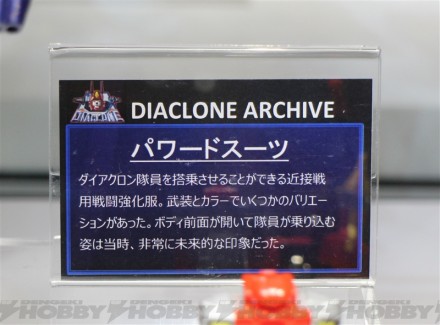 DIACLONE
DIACLONE ARCHIVE
パワードスーツ
ダイアクロン隊員を搭乗させることができる近接戦
用戦闘強化服。武装とカラーでいくつかのバリエー
ションがあった。ボディ前面が開いて隊員が乗り込む
姿は当時、非常に未来的な印象だった。
DENGEKI HOBBY DENGEKI HOBBY DENGEKI HOBBY DENGEKI HOBBY